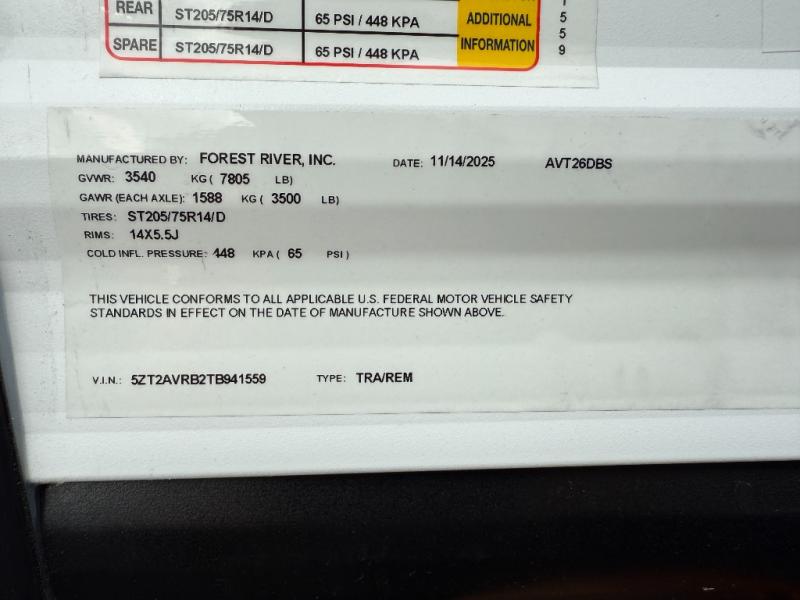 REAR ST205/75R14/D 65 PSI / 448 KPA ADDITIONAL
SPARE ST205/75R14/D 65 PSI / 448 KPA INFORMATION
5
5
9
MANUFACTURED BY: FOREST RIVER, INC. DATE: 11/14/2025 AVT26DBS
GVWR: 3540 KG ( 7805 LB)
GAWR (EACH AXLE): 1588 KG ( 3500 LB)
TIRES: ST205/75R14/D
RIMS: 14X5.5J
COLD INFL. PRESSURE: 448 KPA ( 65 PSI)
THIS VEHICLE CONFORMS TO ALL APPLICABLE U.S. FEDERAL MOTOR VEHICLE SAFETY
STANDARDS IN EFFECT ON THE DATE OF MANUFACTURE SHOWN ABOVE.
V.I.N.: 5ZT2AVRB2TB941559 TYPE: TRA/REM